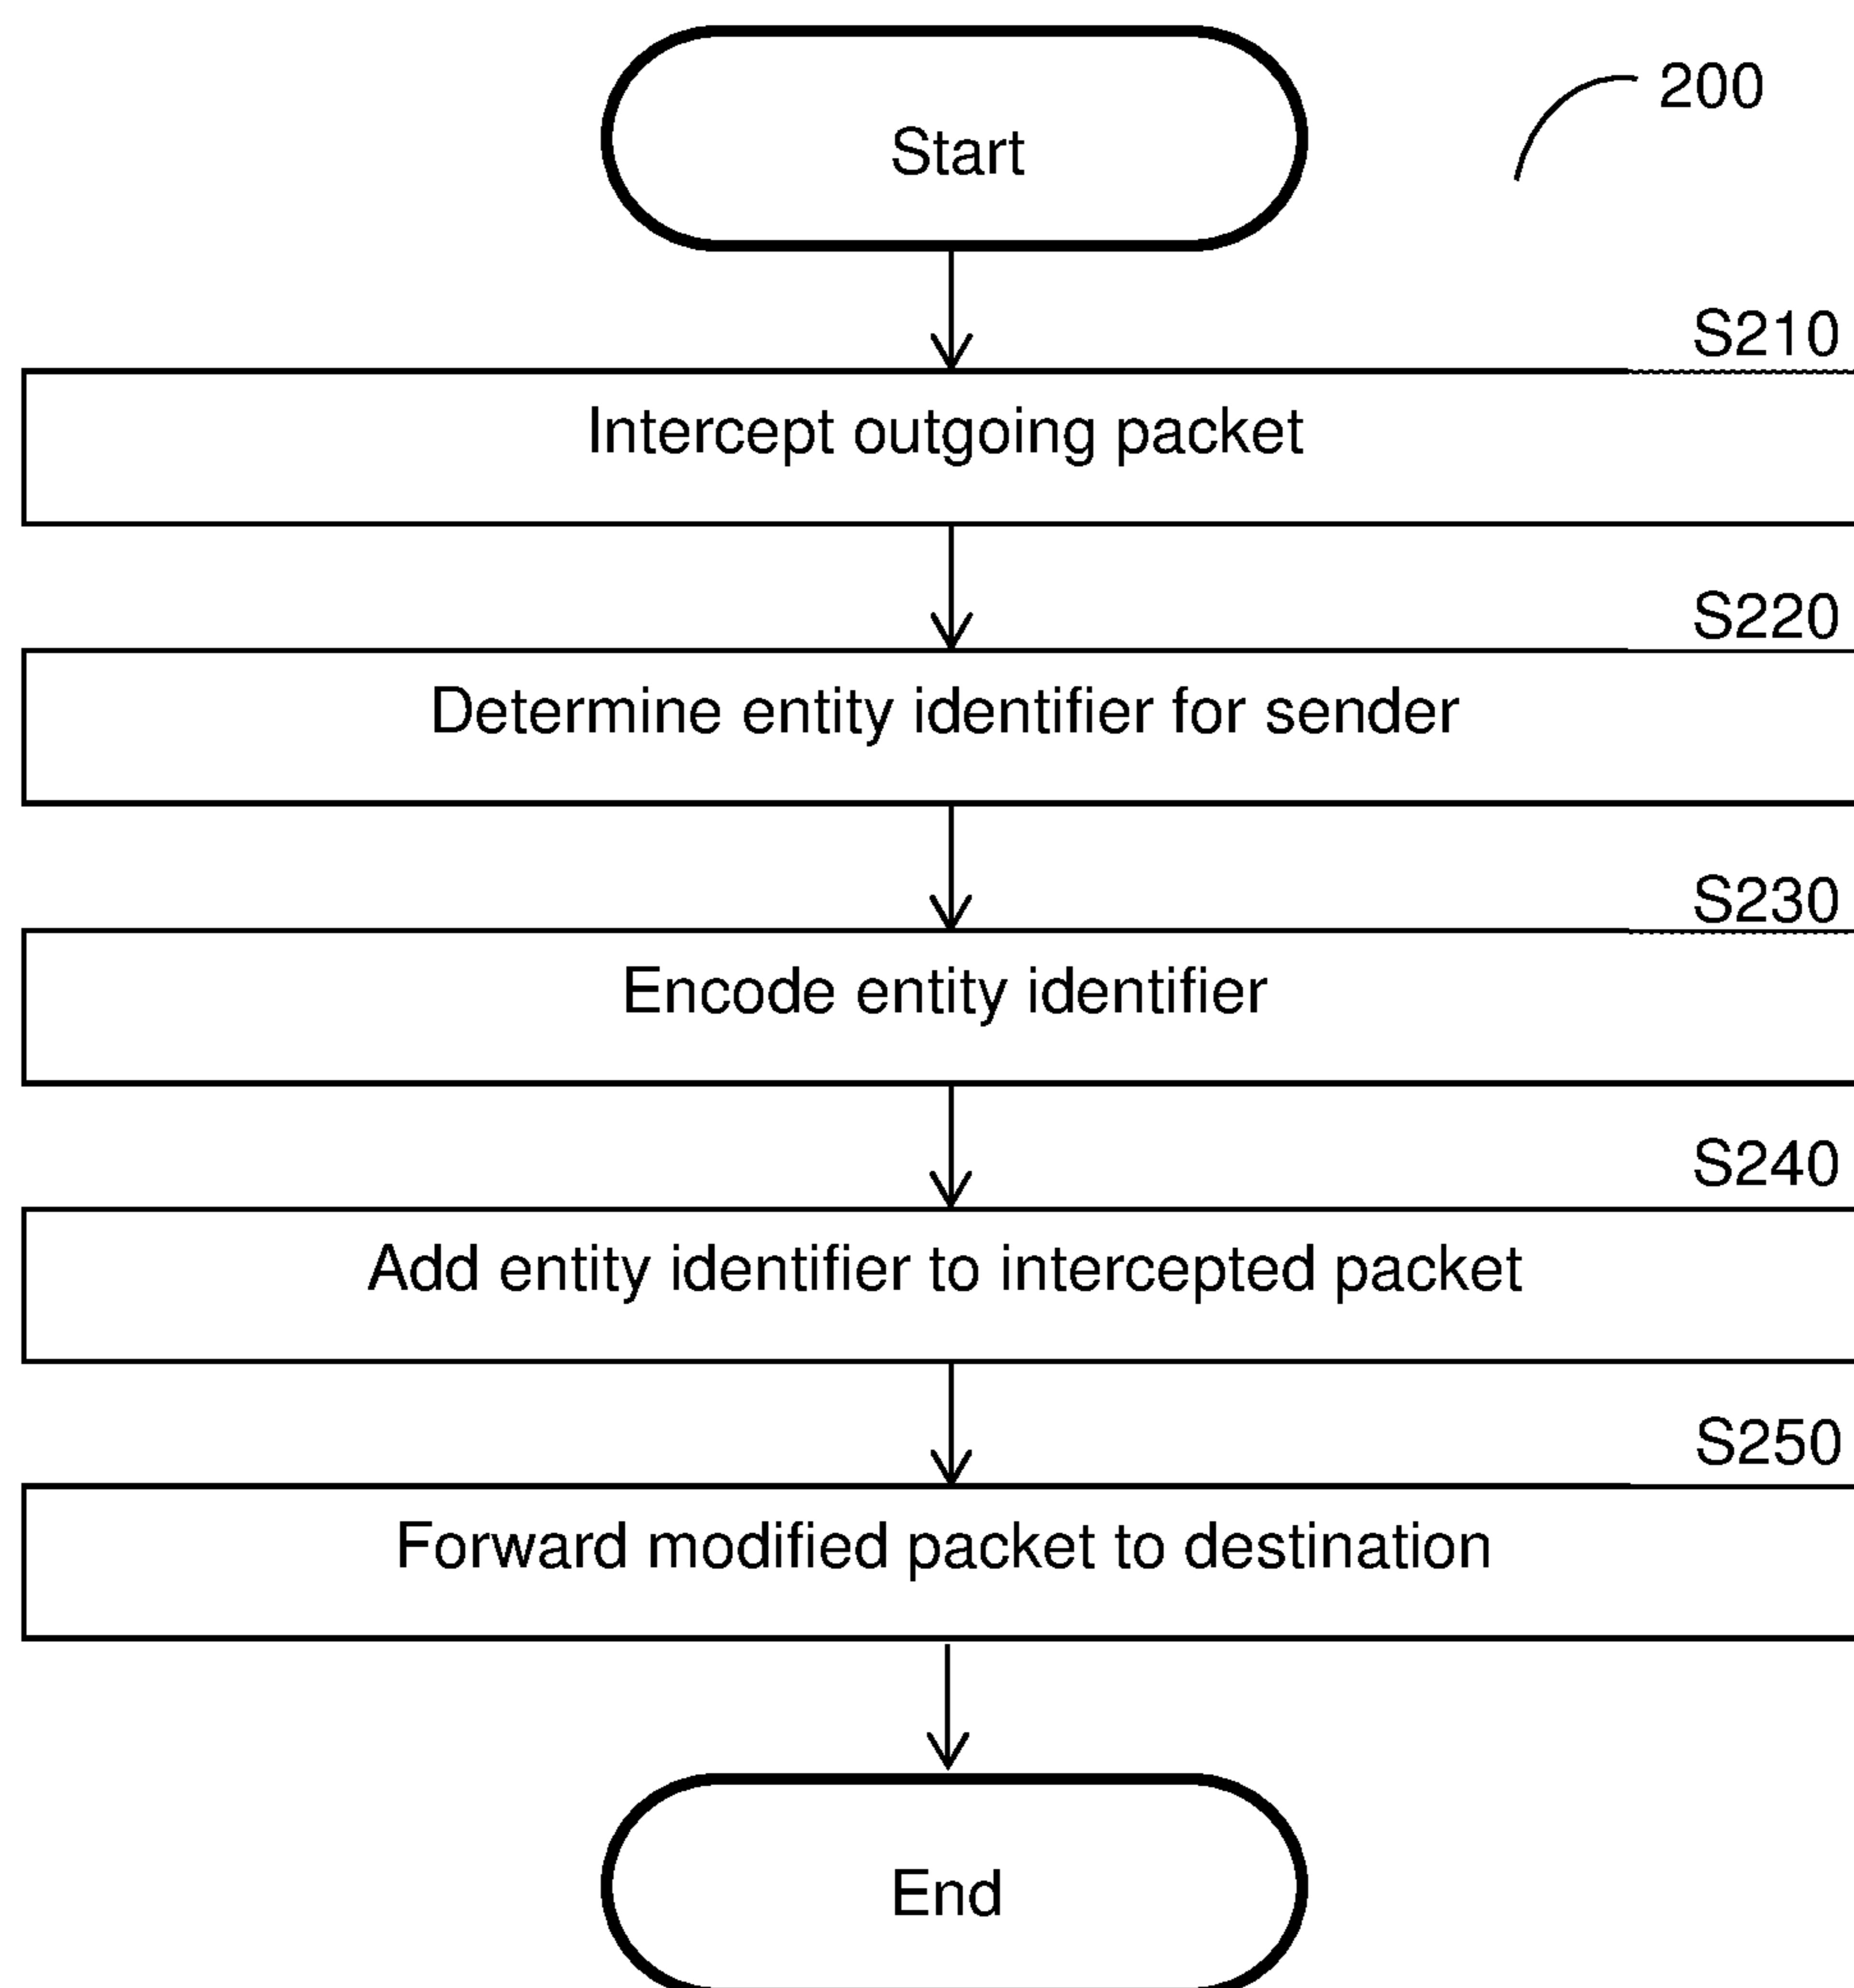 Start
200
S210
Intercept outgoing packet
S220
Determine entity identifier for sender
S230
Encode entity identifier
S240
Add entity identifier to intercepted packet
S250
Forward modified packet to destination
End